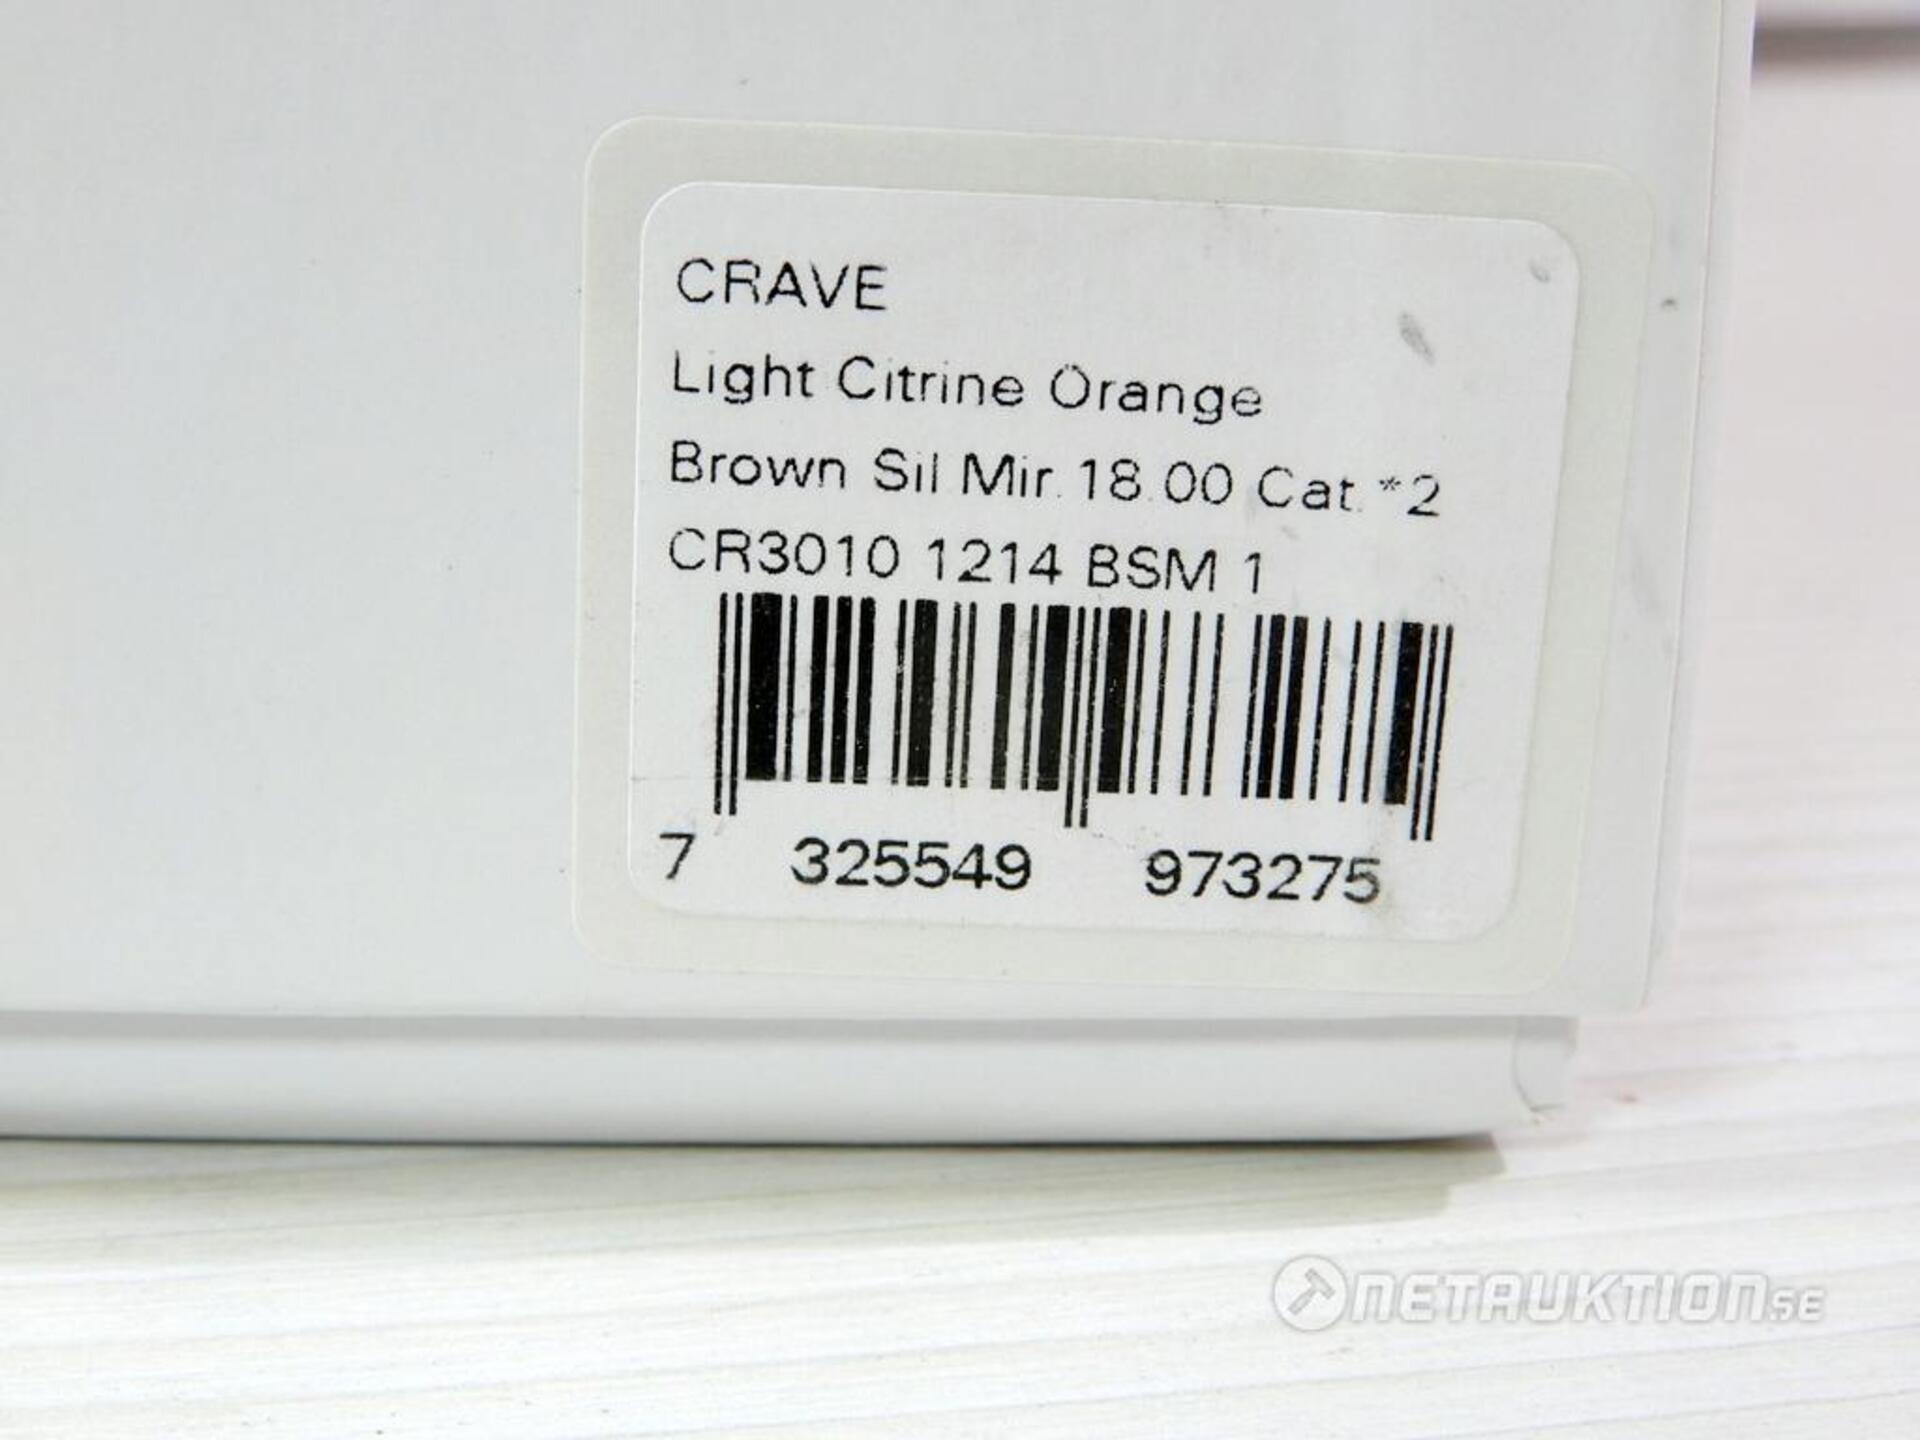 CRAVE
Light Citrine Orange
Brown Sil Mir.18.00 Cat.*2
CR3010 1214 BSM 1
7 325549 973275
NETAUKTION.SE